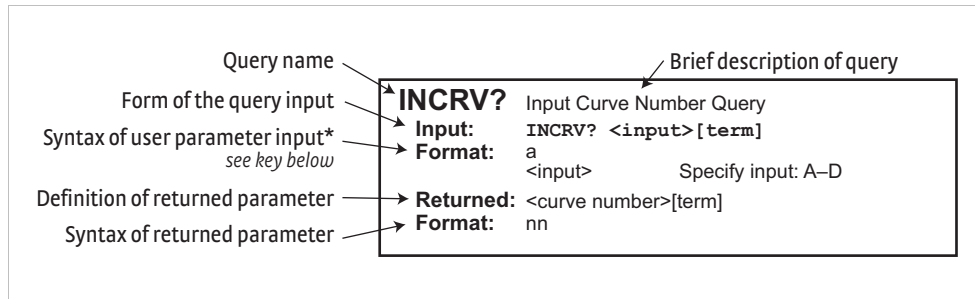 Query name
Brief description of query
INCRV? Input Curve Number Query
Form of the query input
Input: INCRV? <input>[term]
Syntax of user parameter input*
see key below
Format: a
<input> Specify input: A–D
Definition of returned parameter
Returned: <curve number>[term]
Syntax of returned parameter
Format: nn